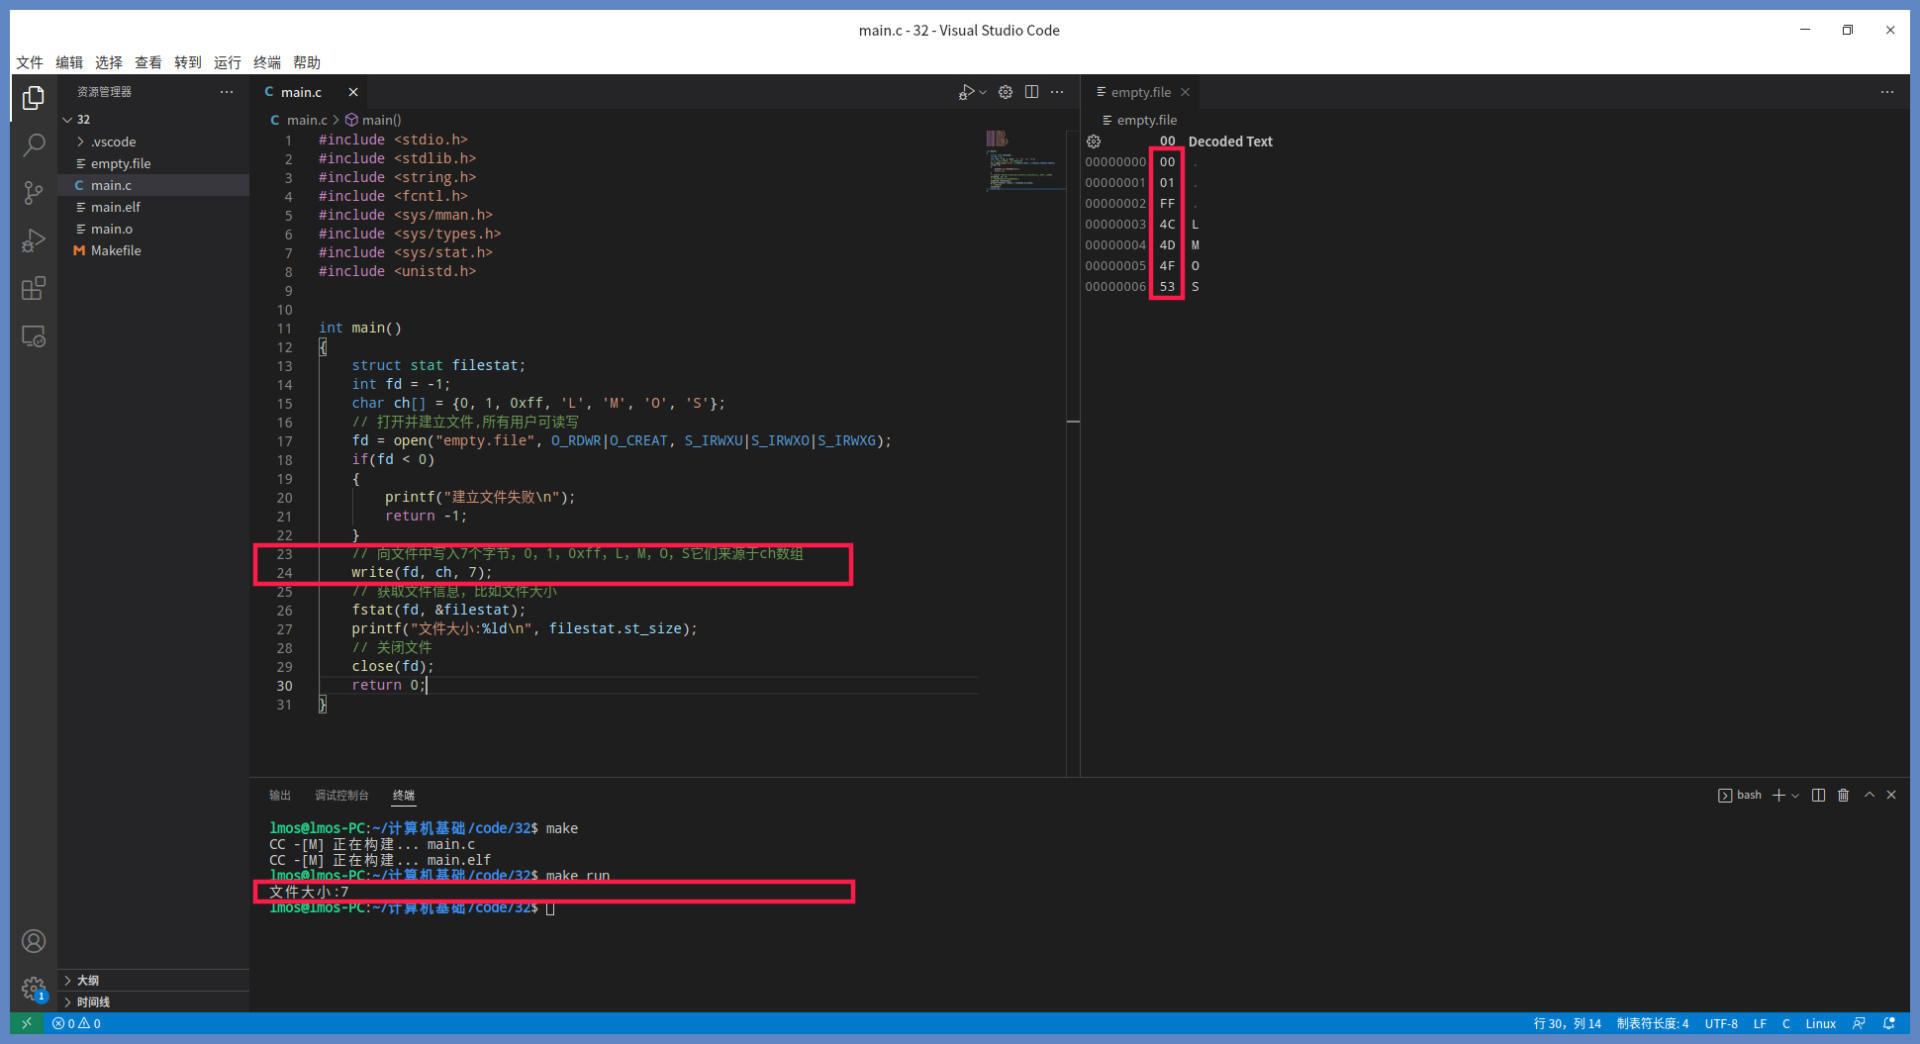 main.c - 32 - Visual Studio Code
文件 编辑 选择 查看 转到 运行 终端 帮助
资源管理器
32
.vscode
empty.file
main.c
main.elf
main.o
Makefile
大纲
时间线
main.c
main.c > main()
1 #include <stdio.h>
2 #include <stdlib.h>
3 #include <string.h>
4 #include <fcntl.h>
5 #include <sys/mman.h>
6 #include <sys/types.h>
7 #include <sys/stat.h>
8 #include <unistd.h>
9
10
11 int main()
12 {
13     struct stat filestat;
14     int fd = -1;
15     char ch[] = {0, 1, 0xff, 'L', 'M', 'O', 'S'};
16     // 打开并建立文件,所有用户可读写
17     fd = open("empty.file", O_RDWR|O_CREAT, S_IRWXU|S_IRWXO|S_IRWXG);
18     if(fd < 0)
19     {
20         printf("建立文件失败\n");
21         return -1;
22     }
23     // 向文件中写入7个字节，0，1，0xff，L，M，O，S它们来源于ch数组
24     write(fd, ch, 7);
25     // 获取文件信息，比如文件大小
26     fstat(fd, &filestat);
27     printf("文件大小:%ld\n", filestat.st_size);
28     // 关闭文件
29     close(fd);
30     return 0;
31 }
empty.file
empty.file
00 Decoded Text
00000000 00 .
00000001 01 .
00000002 FF .
00000003 4C L
00000004 4D M
00000005 4F O
00000006 53 S
输出 调试控制台 终端
bash
lmos@lmos-PC:~/计算机基础/code/32$ make
CC -[M] 正在构建... main.c
CC -[M] 正在构建... main.elf
lmos@lmos-PC:~/计算机基础/code/32$ make run
文件大小:7
lmos@lmos-PC:~/计算机基础/code/32$
1
0 0
行 30，列 14 制表符长度: 4 UTF-8 LF C Linux